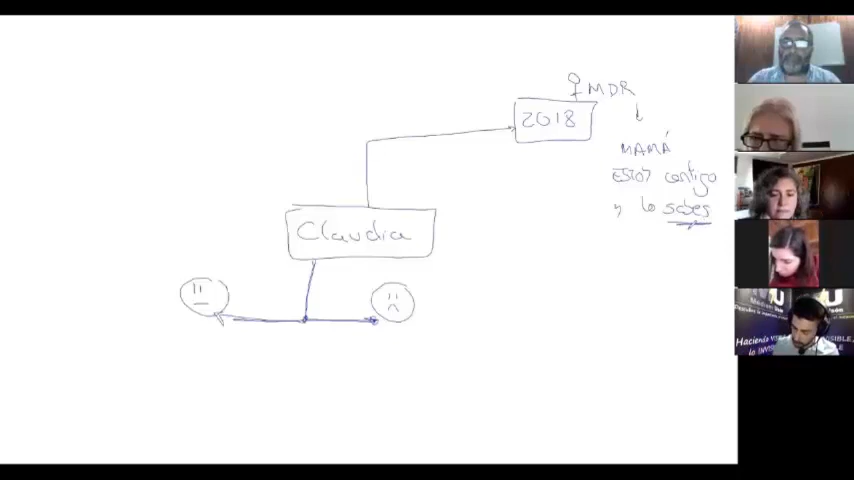 MDR
2018
MAMÁ
ESTOY contigo
y lo sabes
Claudia